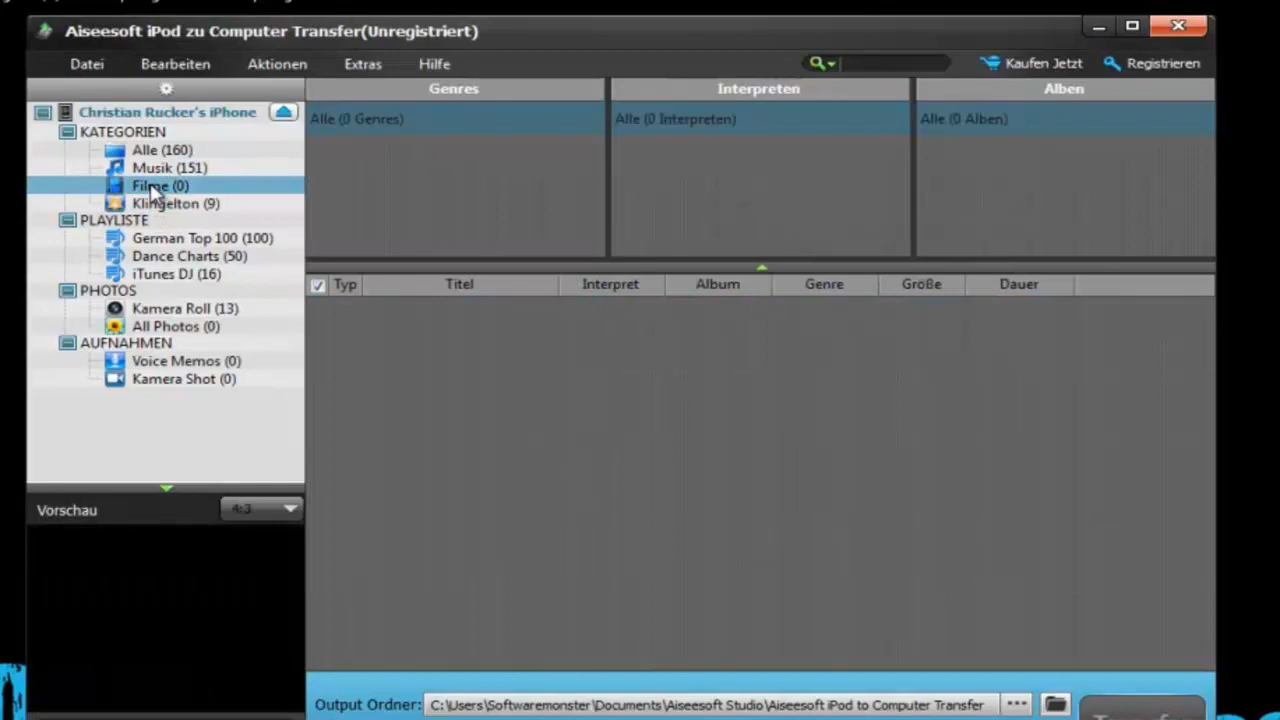 Aiseesoft iPod zu Computer Transfer(Unregistriert)
Datei Bearbeiten Aktionen Extras Hilfe Kaufen Jetzt Registrieren
Genres Interpreten Alben
Christian Rucker's iPhone
Alle (0 Genres) Alle (0 Interpreten) Alle (0 Alben)
KATEGORIEN
Alle (160)
Musik (151)
Filme (0)
Klingelton (9)
PLAYLISTE
German Top 100 (100)
Dance Charts (50)
iTunes DJ (16)
Typ Titel Interpret Album Genre Größe Dauer
PHOTOS
Kamera Roll (13)
All Photos (0)
AUFNAHMEN
Voice Memos (0)
Kamera Shot (0)
Vorschau 4:3
Output Ordner: C:\Users\Softwaremonster\Documents\Aiseesoft Studio\Aiseesoft iPod to Computer Transfer